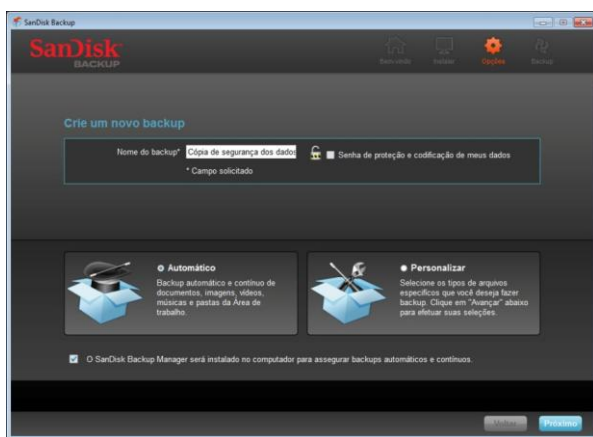 SanDisk Backup
SanDisk
BACKUP
Bem-vindo
Instalar
Opções
Backup
Crie um novo backup
Nome do backup*
Cópia de segurança dos dados
Senha de proteção e codificação de meus dados
* Campo solicitado
Automático
Backup automático e contínuo de
documentos, imagens, vídeos,
músicas e pastas da Área de
trabalho.
Personalizar
Selecione os tipos de arquivos
específicos que você deseja fazer
backup. Clique em "Avançar" abaixo
para efetuar suas seleções.
O SanDisk Backup Manager será instalado no computador para assegurar backups automáticos e contínuos.
Voltar
Próximo